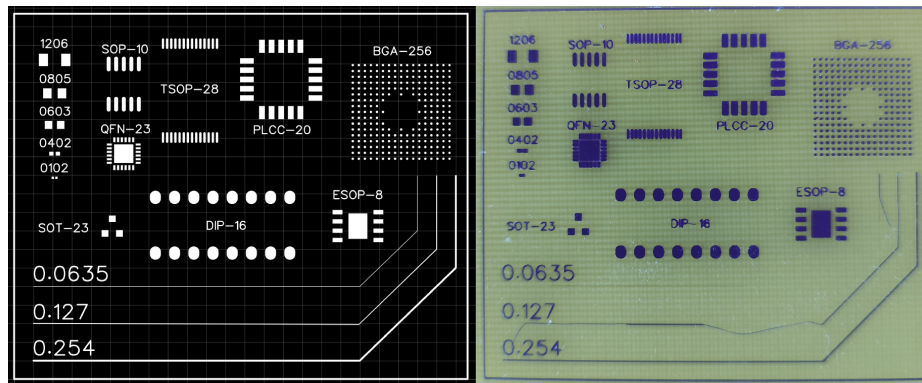 1206
SOP-10
BGA-256
0805
TSOP-28
0603
QFN-23
PLCC-20
0402
0102
ESOP-8
SOT-23
DIP-16
0.0635
0.127
0.254
1206
SOP-10
BGA-256
0805
TSOP-28
0603
QFN-23
PLCC-20
0402
0102
ESOP-8
SOT-23
DIP-16
0.0635
0.127
0.254